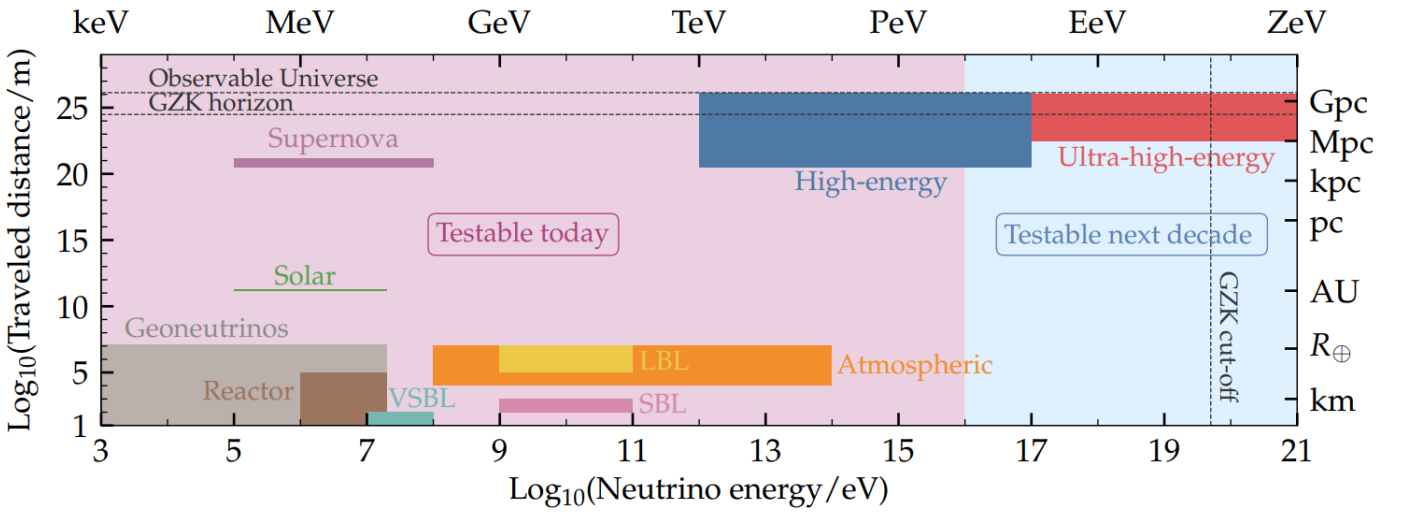 keV MeV GeV TeV PeV EeV ZeV
Log10(Traveled distance/m)
25
20
15
10
5
1
Observable Universe
GZK horizon
Supernova
High-energy
Ultra-high-energy
Testable today
Testable next decade
Solar
Geoneutrinos
Reactor
VSBL
LBL
SBL
Atmospheric
GZK cut-off
Gpc
Mpc
kpc
pc
AU
R⊕
km
3 5 7 9 11 13 15 17 19 21
Log10(Neutrino energy/eV)